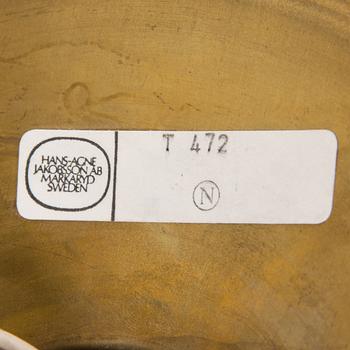 HANS-AGNE
JAKOBSSON AB
MARKARYD
SWEDEN
T 472
N